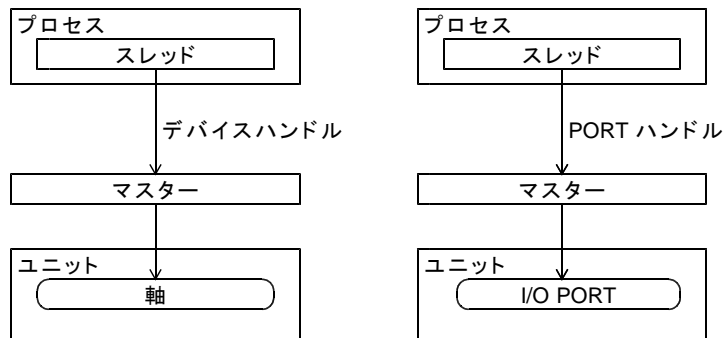 プロセス
スレッド
デバイスハンドル
マスター
ユニット
軸
プロセス
スレッド
PORT ハンドル
マスター
ユニット
I/O PORT